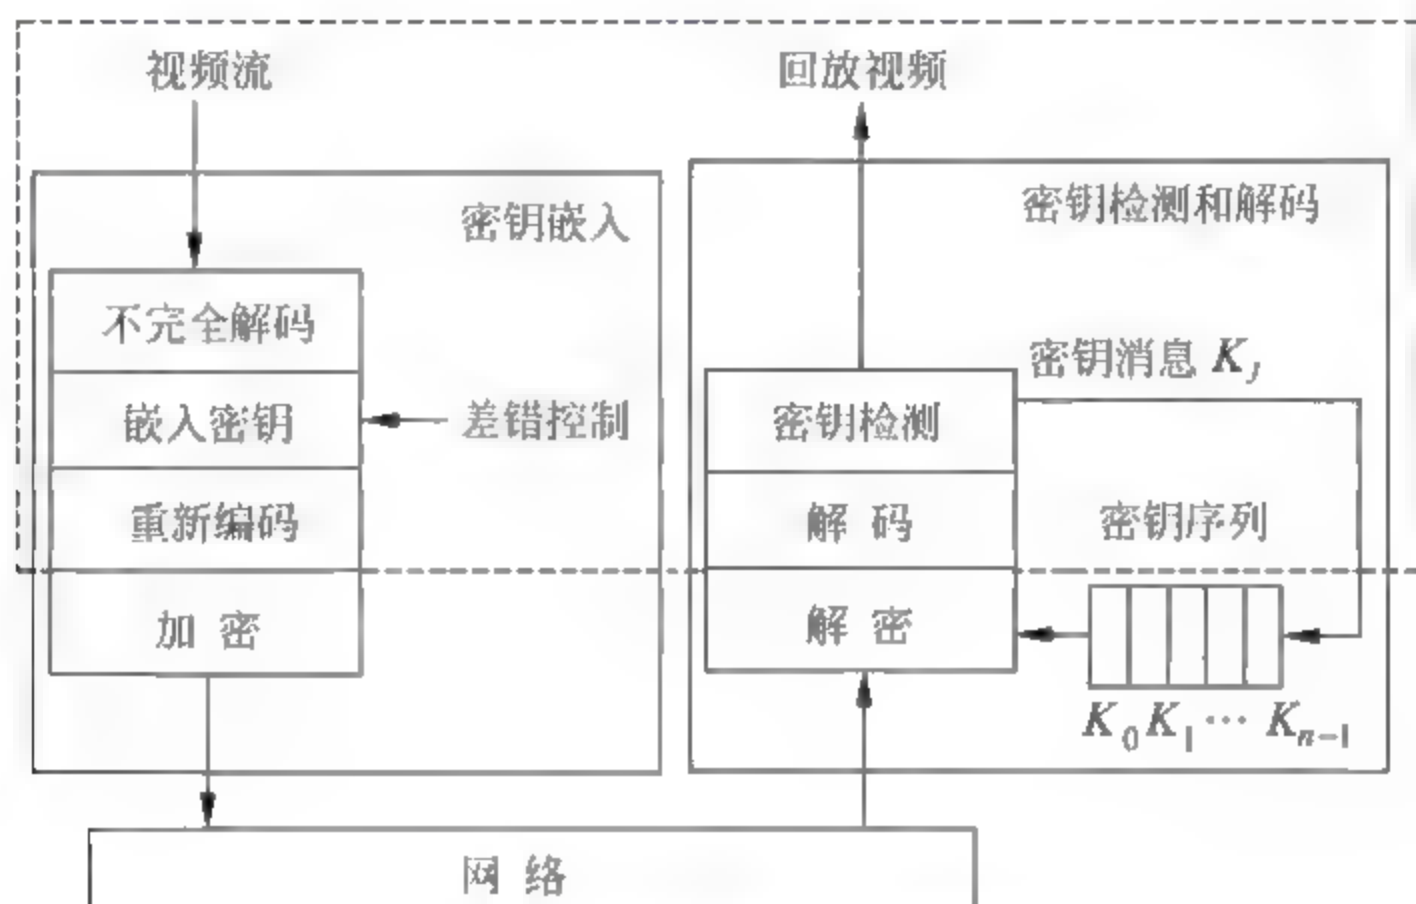 视频流
密钥嵌入
不完全解码
嵌入密钥
差错控制
重新编码
加 密
回放视频
密钥检测和解码
密钥消息 K_J
密钥检测
解 码
密钥序列
解 密
K_0 K_1 … K_{n-1}
网 络